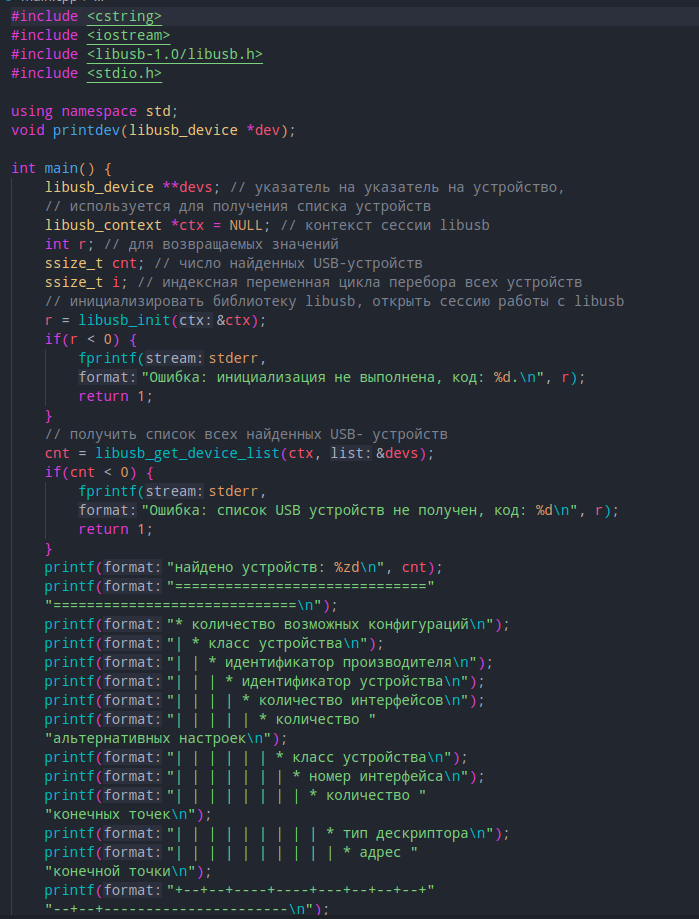 #include <cstring>
#include <iostream>
#include <libusb-1.0/libusb.h>
#include <stdio.h>
using namespace std;
void printdev(libusb_device *dev);
int main() {
libusb_device **devs; // указатель на указатель на устройство,
// используется для получения списка устройств
libusb_context *ctx = NULL; // контекст сессии libusb
int r; // для возвращаемых значений
ssize_t cnt; // число найденных USB-устройств
ssize_t i; // индексная переменная цикла перебора всех устройств
// инициализировать библиотеку libusb, открыть сессию работы с libusb
r = libusb_init(ctx: &ctx);
if(r < 0) {
fprintf(stream: stderr,
format: "Ошибка: инициализация не выполнена, код: %d.\n", r);
return 1;
}
// получить список всех найденных USB- устройств
cnt = libusb_get_device_list(ctx, list: &devs);
if(cnt < 0) {
fprintf(stream: stderr,
format: "Ошибка: список USB устройств не получен, код: %d\n", r);
return 1;
}
printf(format: "найдено устройств: %zd\n", cnt);
printf(format: "=============================="
"=============================\n");
printf(format: "* количество возможных конфигураций\n");
printf(format: "| * класс устройства\n");
printf(format: "| | * идентификатор производителя\n");
printf(format: "| | | * идентификатор устройства\n");
printf(format: "| | | | * количество интерфейсов\n");
printf(format: "| | | | | * количество "
"альтернативных настроек\n");
printf(format: "| | | | | | * класс устройства\n");
printf(format: "| | | | | | | * номер интерфейса\n");
printf(format: "| | | | | | | | * количество "
"конечных точек\n");
printf(format: "| | | | | | | | | * тип дескриптора\n");
printf(format: "| | | | | | | | | | * адрес "
"конечной точки\n");
printf(format: "+--+--+----+----+---+--+--+--+"
"--+--+----------------------\n");